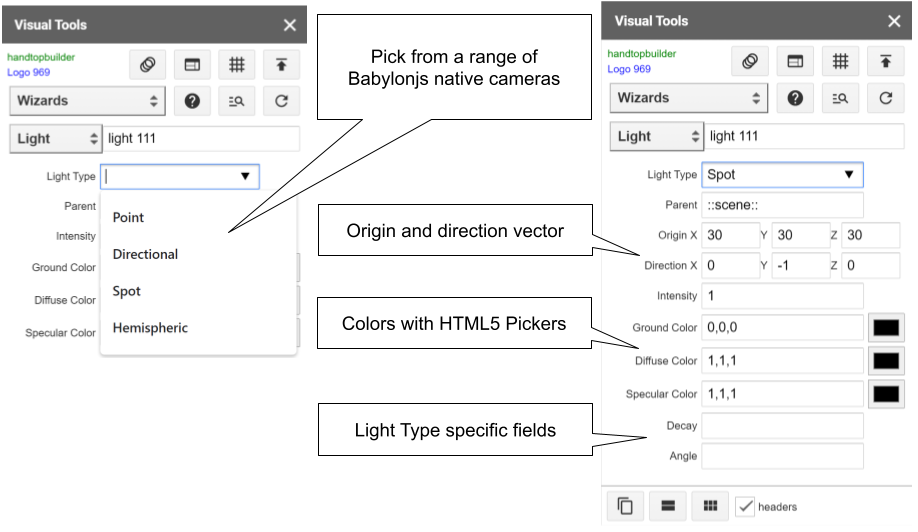 Visual Tools
handtopbuilder
Logo 969
Wizards
Light
light 111
Light Type
Parent
Intensity
Ground Color
Diffuse Color
Specular Color
Point
Directional
Spot
Hemispheric
Pick from a range of
Babylonjs native cameras
Origin and direction vector
Colors with HTML5 Pickers
Light Type specific fields
Visual Tools
handtopbuilder
Logo 969
Wizards
Light
light 111
Light Type Spot
Parent ::scene::
Origin X 30 Y 30 Z 30
Direction X 0 Y -1 Z 0
Intensity 1
Ground Color 0,0,0
Diffuse Color 1,1,1
Specular Color 1,1,1
Decay
Angle
headers